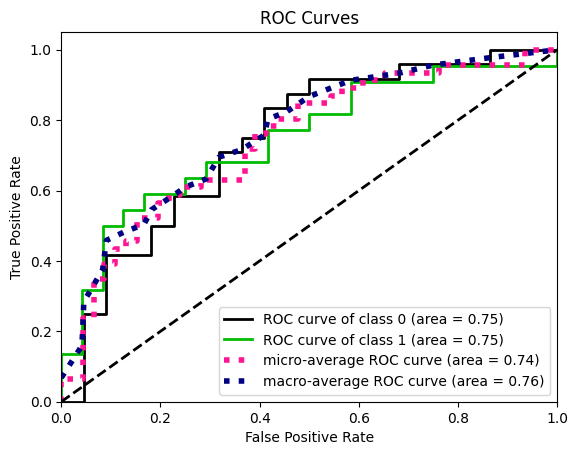 ROC Curves
True Positive Rate
1.0
0.8
0.6
0.4
0.2
0.0
ROC curve of class 0 (area = 0.75)
ROC curve of class 1 (area = 0.75)
micro-average ROC curve (area = 0.74)
macro-average ROC curve (area = 0.76)
0.0 0.2 0.4 0.6 0.8 1.0
False Positive Rate